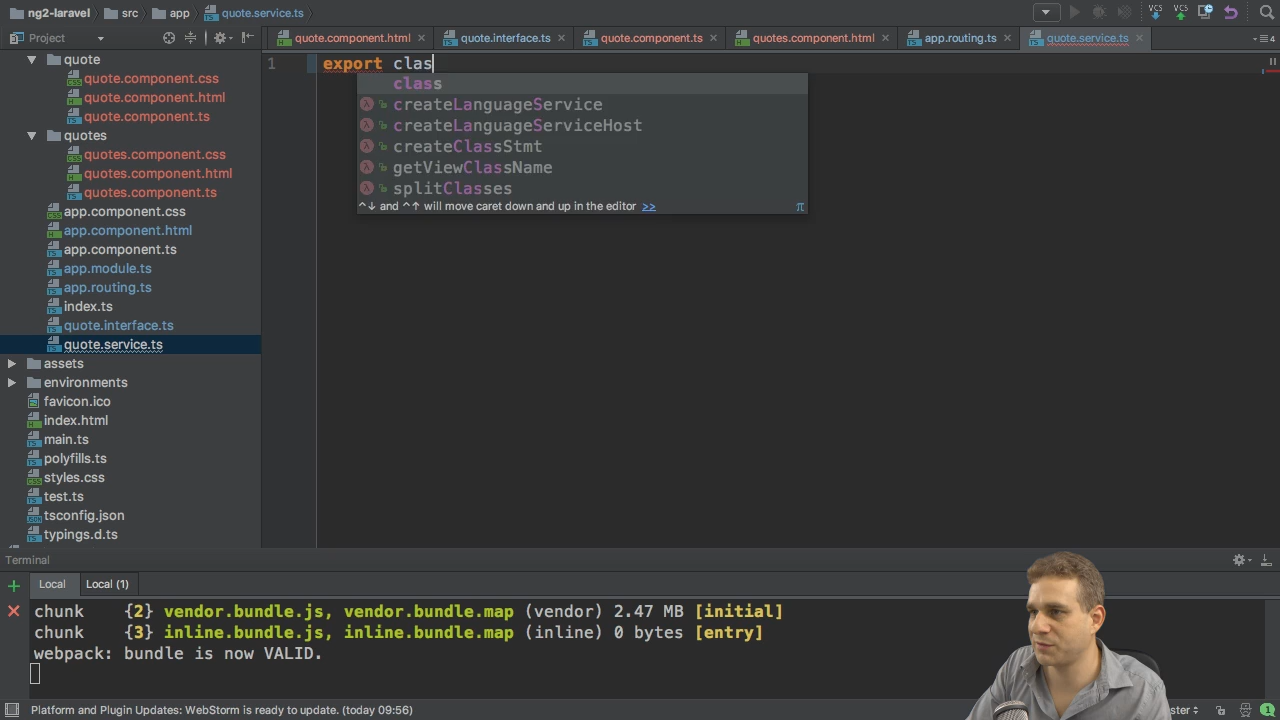 ng2-laravel src app quote.service.ts
Project
quote.component.html quote.interface.ts quote.component.ts quotes.component.html app.routing.ts quote.service.ts
4
VCS VCS
quote
quote.component.css
quote.component.html
quote.component.ts
quotes
quotes.component.css
quotes.component.html
quotes.component.ts
app.component.css
app.component.html
app.component.ts
app.module.ts
app.routing.ts
index.ts
quote.interface.ts
quote.service.ts
assets
environments
favicon.ico
index.html
main.ts
polyfills.ts
styles.css
test.ts
tsconfig.json
typings.d.ts
1 export clas
class
createLanguageService
createLanguageServiceHost
createClassStmt
getViewClassName
splitClasses
^↓ and ^↑ will move caret down and up in the editor >> π
Terminal
Local Local (1)
chunk {2} vendor.bundle.js, vendor.bundle.map (vendor) 2.47 MB [initial]
chunk {3} inline.bundle.js, inline.bundle.map (inline) 0 bytes [entry]
webpack: bundle is now VALID.
Platform and Plugin Updates: WebStorm is ready to update. (today 09:56)
ster 1